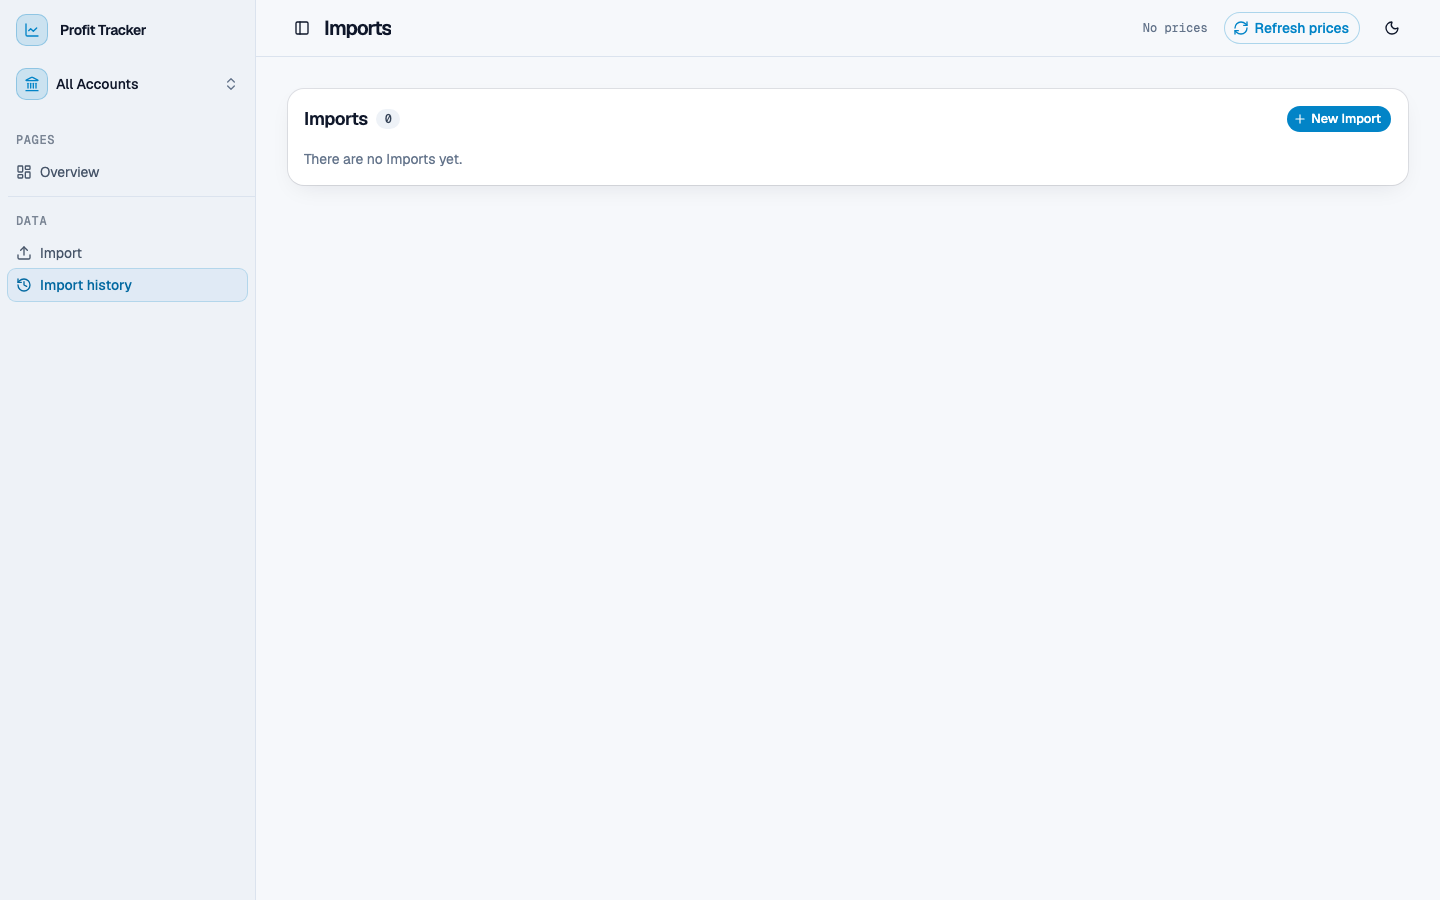 Profit Tracker
All Accounts
PAGES
Overview
DATA
Import
Import history
Imports
No prices
Refresh prices
Imports 0
New Import
There are no Imports yet.